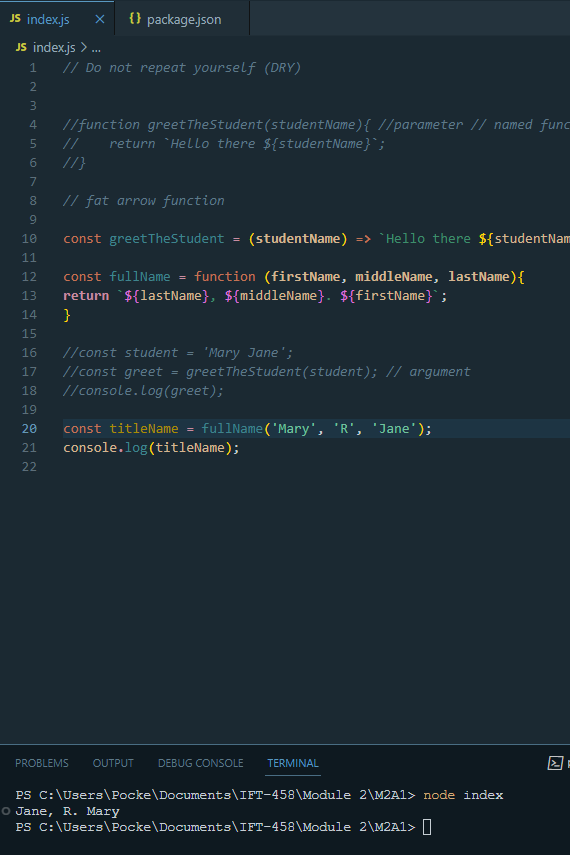 JS index.js × {} package.json
JS index.js > ...
1 // Do not repeat yourself (DRY)
2
3
4 //function greetTheStudent(studentName){ //parameter // named func
5 //    return `Hello there ${studentName}`;
6 //}
7
8 // fat arrow function
9
10 const greetTheStudent = (studentName) => `Hello there ${studentNam
11
12 const fullName = function (firstName, middleName, lastName){
13 return `${lastName}, ${middleName}. ${firstName}`;
14 }
15
16 //const student = 'Mary Jane';
17 //const greet = greetTheStudent(student); // argument
18 //console.log(greet);
19
20 const titleName = fullName('Mary', 'R', 'Jane');
21 console.log(titleName);
22
PROBLEMS OUTPUT DEBUG CONSOLE TERMINAL
PS C:\Users\Pocke\Documents\IFT-458\Module 2\M2A1> node index
Jane, R. Mary
PS C:\Users\Pocke\Documents\IFT-458\Module 2\M2A1>